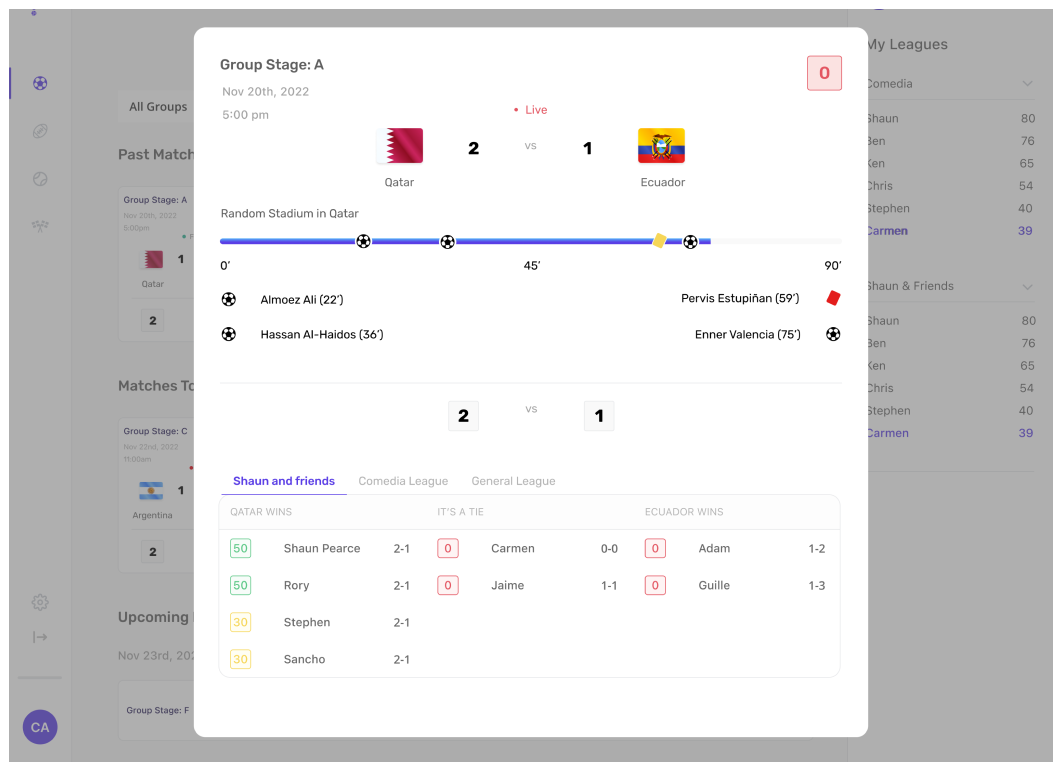 Group Stage: A
0
Nov 20th, 2022
5:00 pm
Live
2 vs 1
Qatar Ecuador
Random Stadium in Qatar
0′ 45′ 90′
Almoez Ali (22′) Pervis Estupiñan (59′)
Hassan Al-Haidos (36′) Enner Valencia (75′)
2 vs 1
Shaun and friends Comedia League General League
QATAR WINS IT'S A TIE ECUADOR WINS
50 Shaun Pearce 2-1 0 Carmen 0-0 0 Adam 1-2
50 Rory 2-1 0 Jaime 1-1 0 Guille 1-3
30 Stephen 2-1
30 Sancho 2-1
All Groups
Past Match
Group Stage: A
Nov 20th, 2022
5:00pm
1
Qatar
2
Matches To
Group Stage: C
Nov 22nd, 2022
11:00am
1
Argentina
2
Upcoming
Nov 23rd, 20
Group Stage: F
CA
My Leagues
Comedia
Shaun 80
Ben 76
Ken 65
Chris 54
Stephen 40
Carmen 39
Shaun & Friends
Shaun 80
Ben 76
Ken 65
Chris 54
Stephen 40
Carmen 39